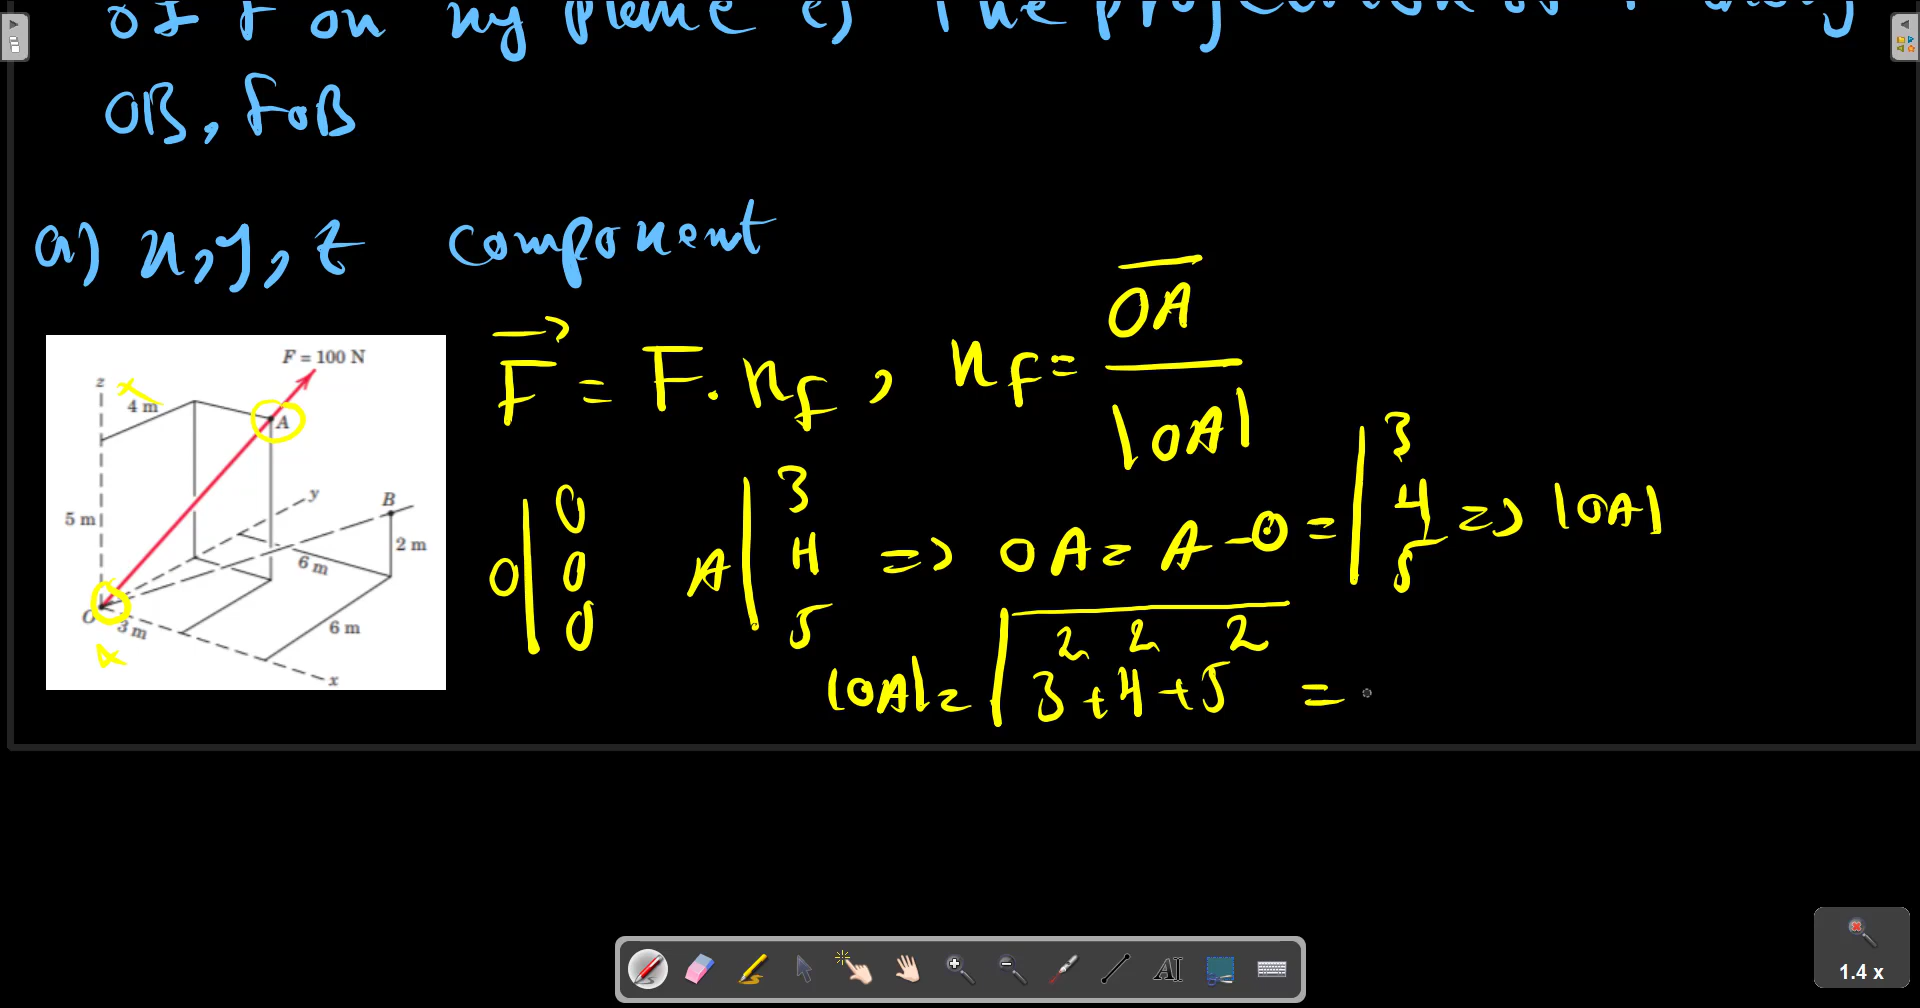 of F on xy plane c) The projection of F along
OB, FOB
a) x, y, z component
F = F . nf , nf = OA / |OA|
O | 0 0 0   A | 3 4 5 => OA = A - O = | 3 4 5 => |OA|
|OA| = √ 3² + 4² + 5² =
F = 100 N
z
x
4 m
A
y
B
5 m
2 m
6 m
O
3 m
6 m
x
x
1.4 x